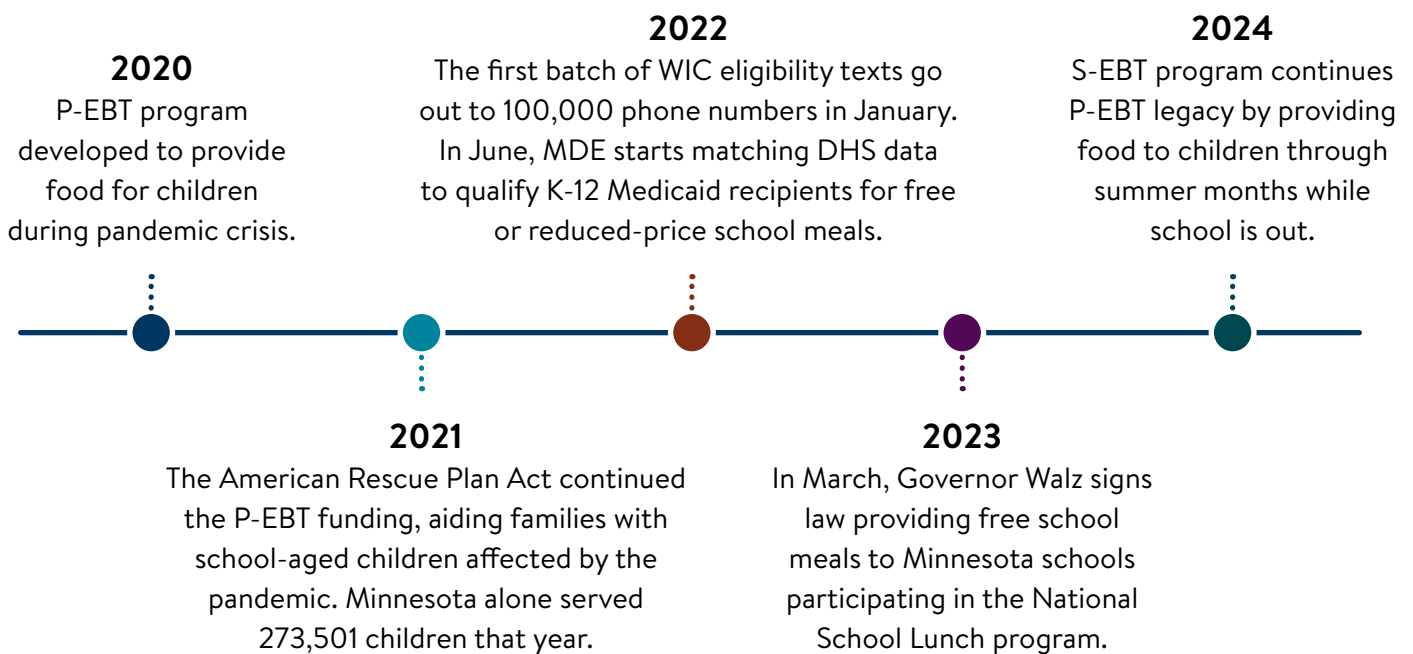 2020
P-EBT program
developed to provide
food for children
during pandemic crisis.
2021
The American Rescue Plan Act continued
the P-EBT funding, aiding families with
school-aged children affected by the
pandemic. Minnesota alone served
273,501 children that year.
2022
The first batch of WIC eligibility texts go
out to 100,000 phone numbers in January.
In June, MDE starts matching DHS data
to qualify K-12 Medicaid recipients for free
or reduced-price school meals.
2023
In March, Governor Walz signs
law providing free school
meals to Minnesota schools
participating in the National
School Lunch program.
2024
S-EBT program continues
P-EBT legacy by providing
food to children through
summer months while
school is out.